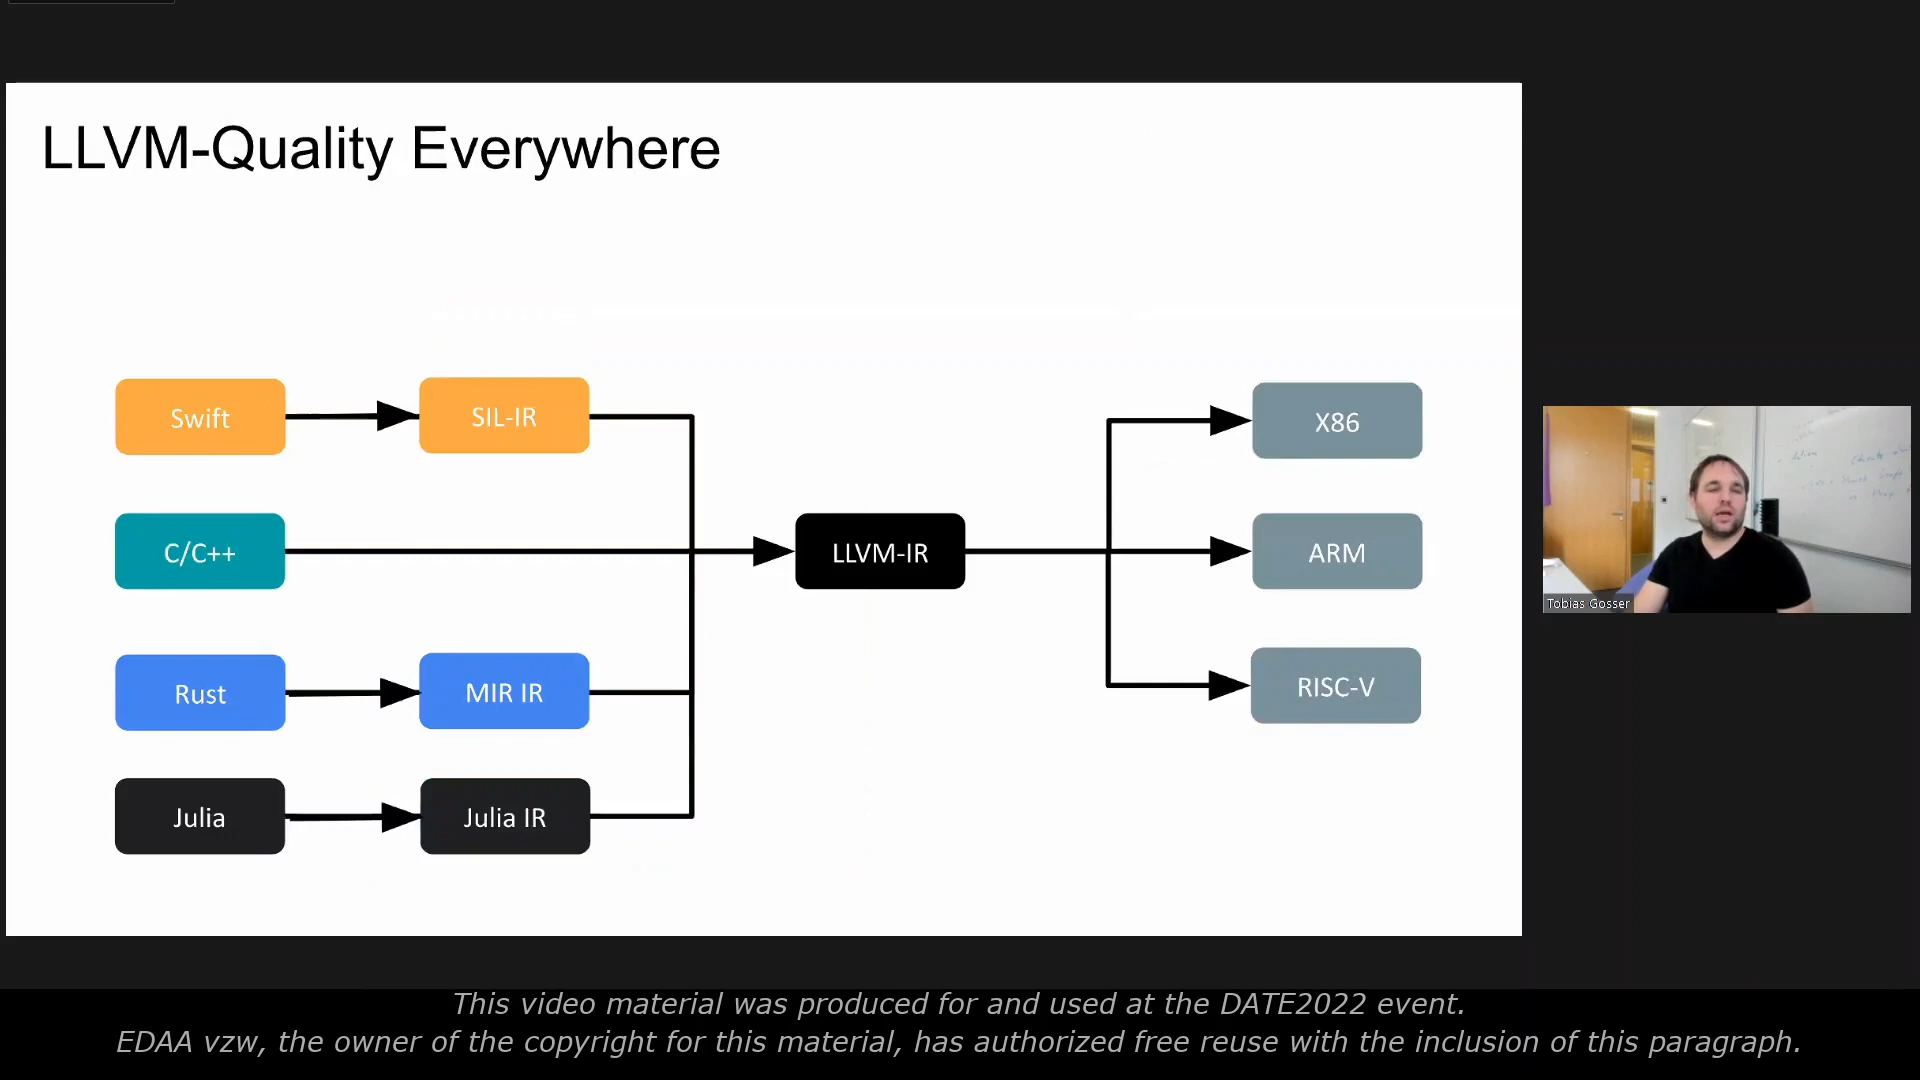 LLVM-Quality Everywhere
Swift
SIL-IR
X86
C/C++
LLVM-IR
ARM
Rust
MIR IR
RISC-V
Julia
Julia IR
Tobias Gosser
This video material was produced for and used at the DATE2022 event.
EDAA vzw, the owner of the copyright for this material, has authorized free reuse with the inclusion of this paragraph.